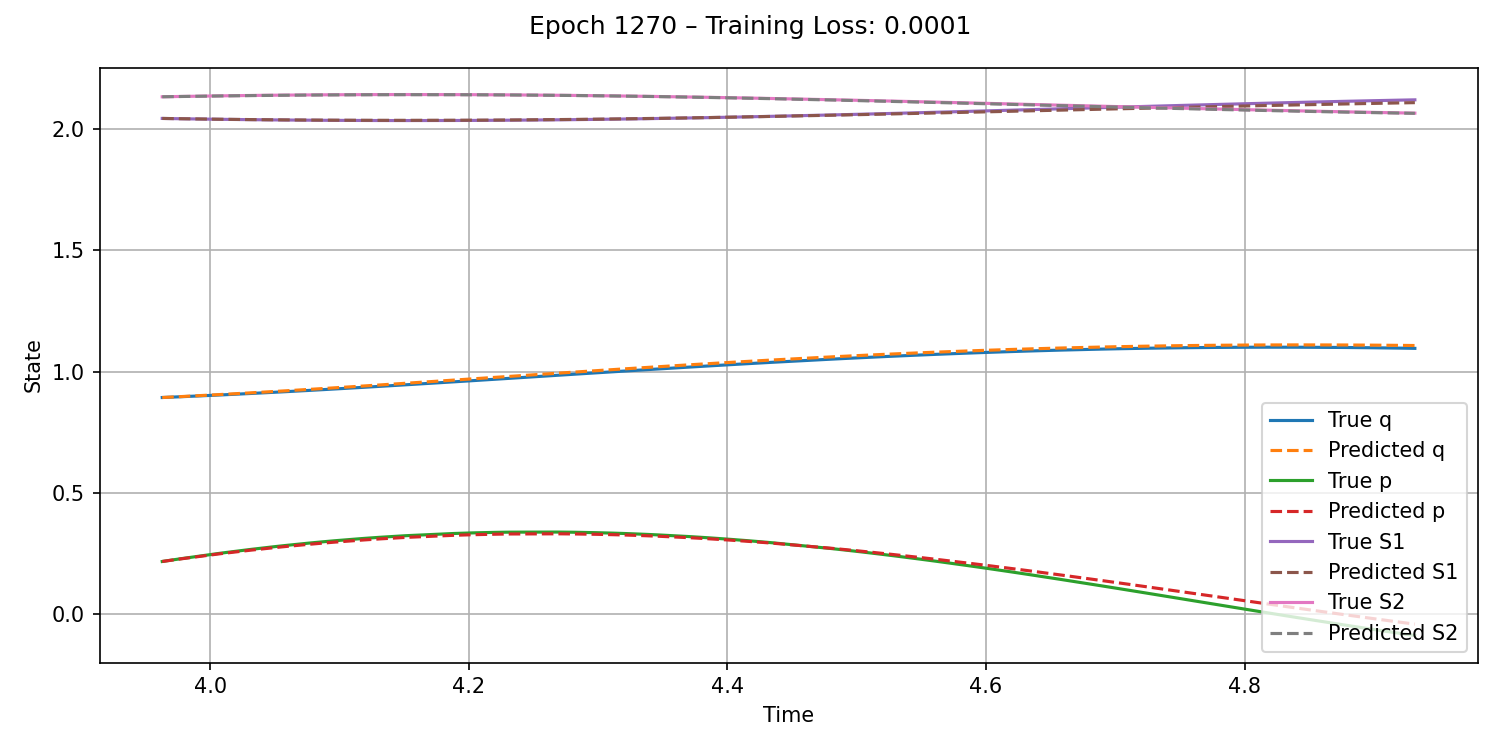 Epoch 1270 – Training Loss: 0.0001
2.0
1.5
1.0
0.5
0.0
State
True q
Predicted q
True p
Predicted p
True S1
Predicted S1
True S2
Predicted S2
4.0 4.2 4.4 4.6 4.8
Time